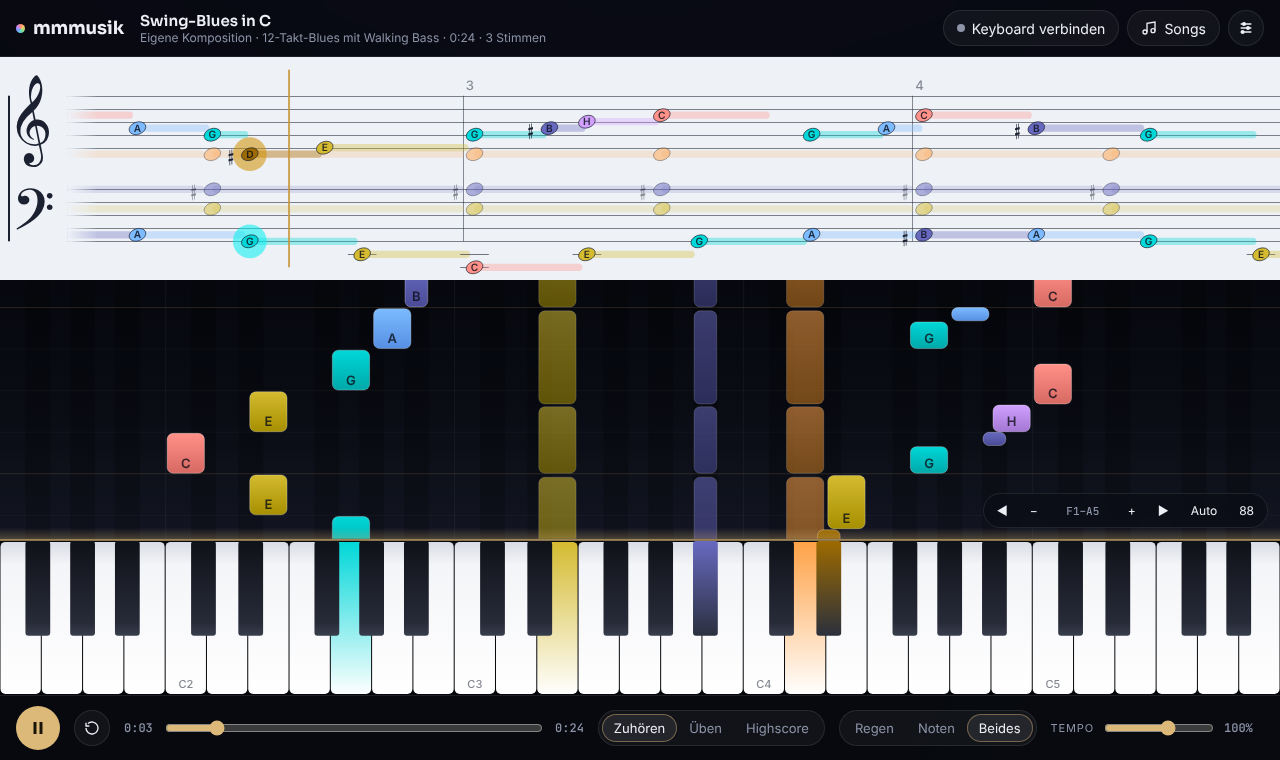 mmmusik
Swing-Blues in C
Eigene Komposition · 12-Takt-Blues mit Walking Bass · 0:24 · 3 Stimmen
Keyboard verbinden
Songs
3
4
A G D E G B H C G A C B G
A G E C E G A B A G E
B
A
G
E
C
E
E
G
C
C
H
G
F1–A5
Auto
88
C2
C3
C4
C5
0:03
0:24
Zuhören
Üben
Highscore
Regen
Noten
Beides
TEMPO
100%